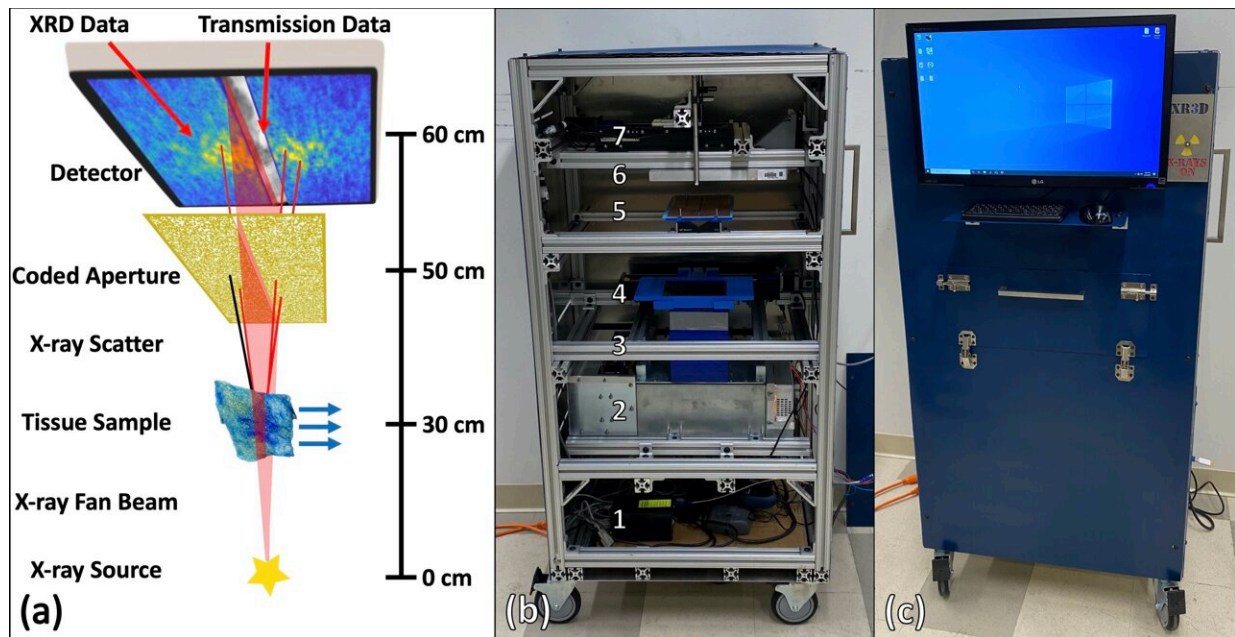 XRD Data
Transmission Data
Detector
60 cm
Coded Aperture
50 cm
X-ray Scatter
Tissue Sample
30 cm
X-ray Fan Beam
X-ray Source
0 cm
(a)
7
6
5
4
3
2
1
(b)
LG
XR3D
X-RAYS
ON
(c)